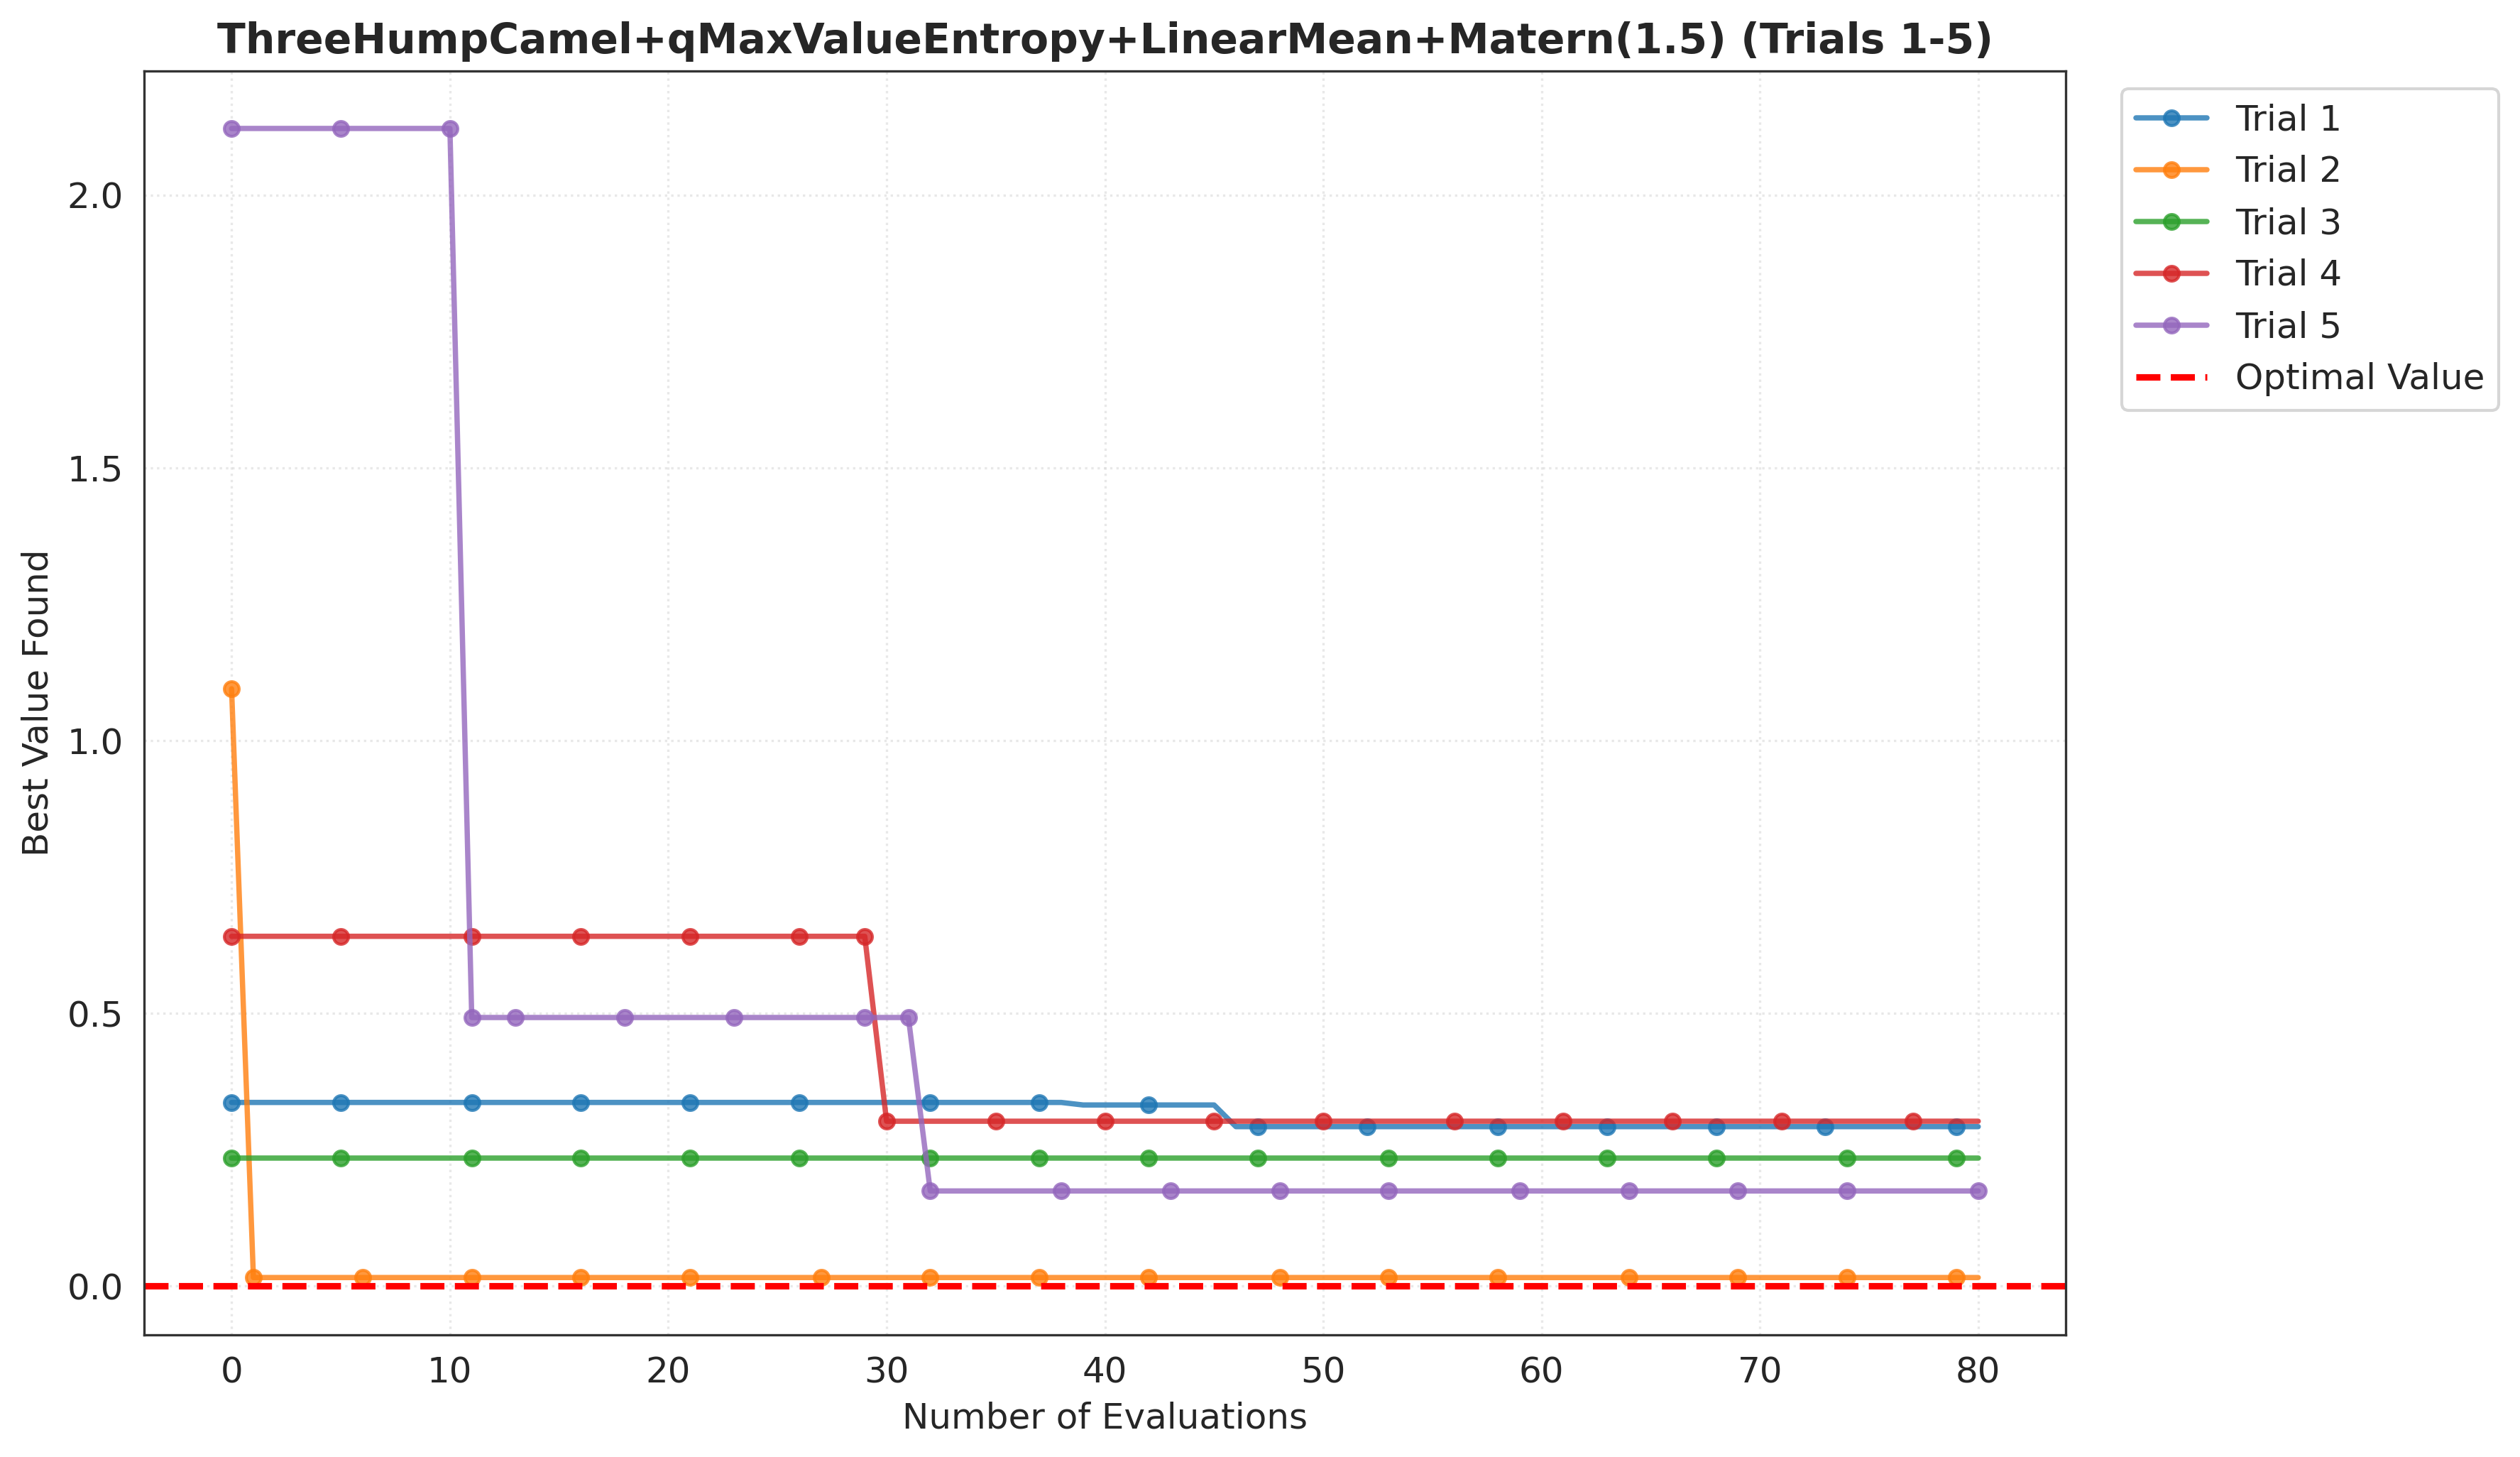 ThreeHumpCamel+qMaxValueEntropy+LinearMean+Matern(1.5) (Trials 1-5)
Trial 1
Trial 2
Trial 3
Trial 4
Trial 5
Optimal Value
Best Value Found
2.0
1.5
1.0
0.5
0.0
0 10 20 30 40 50 60 70 80
Number of Evaluations